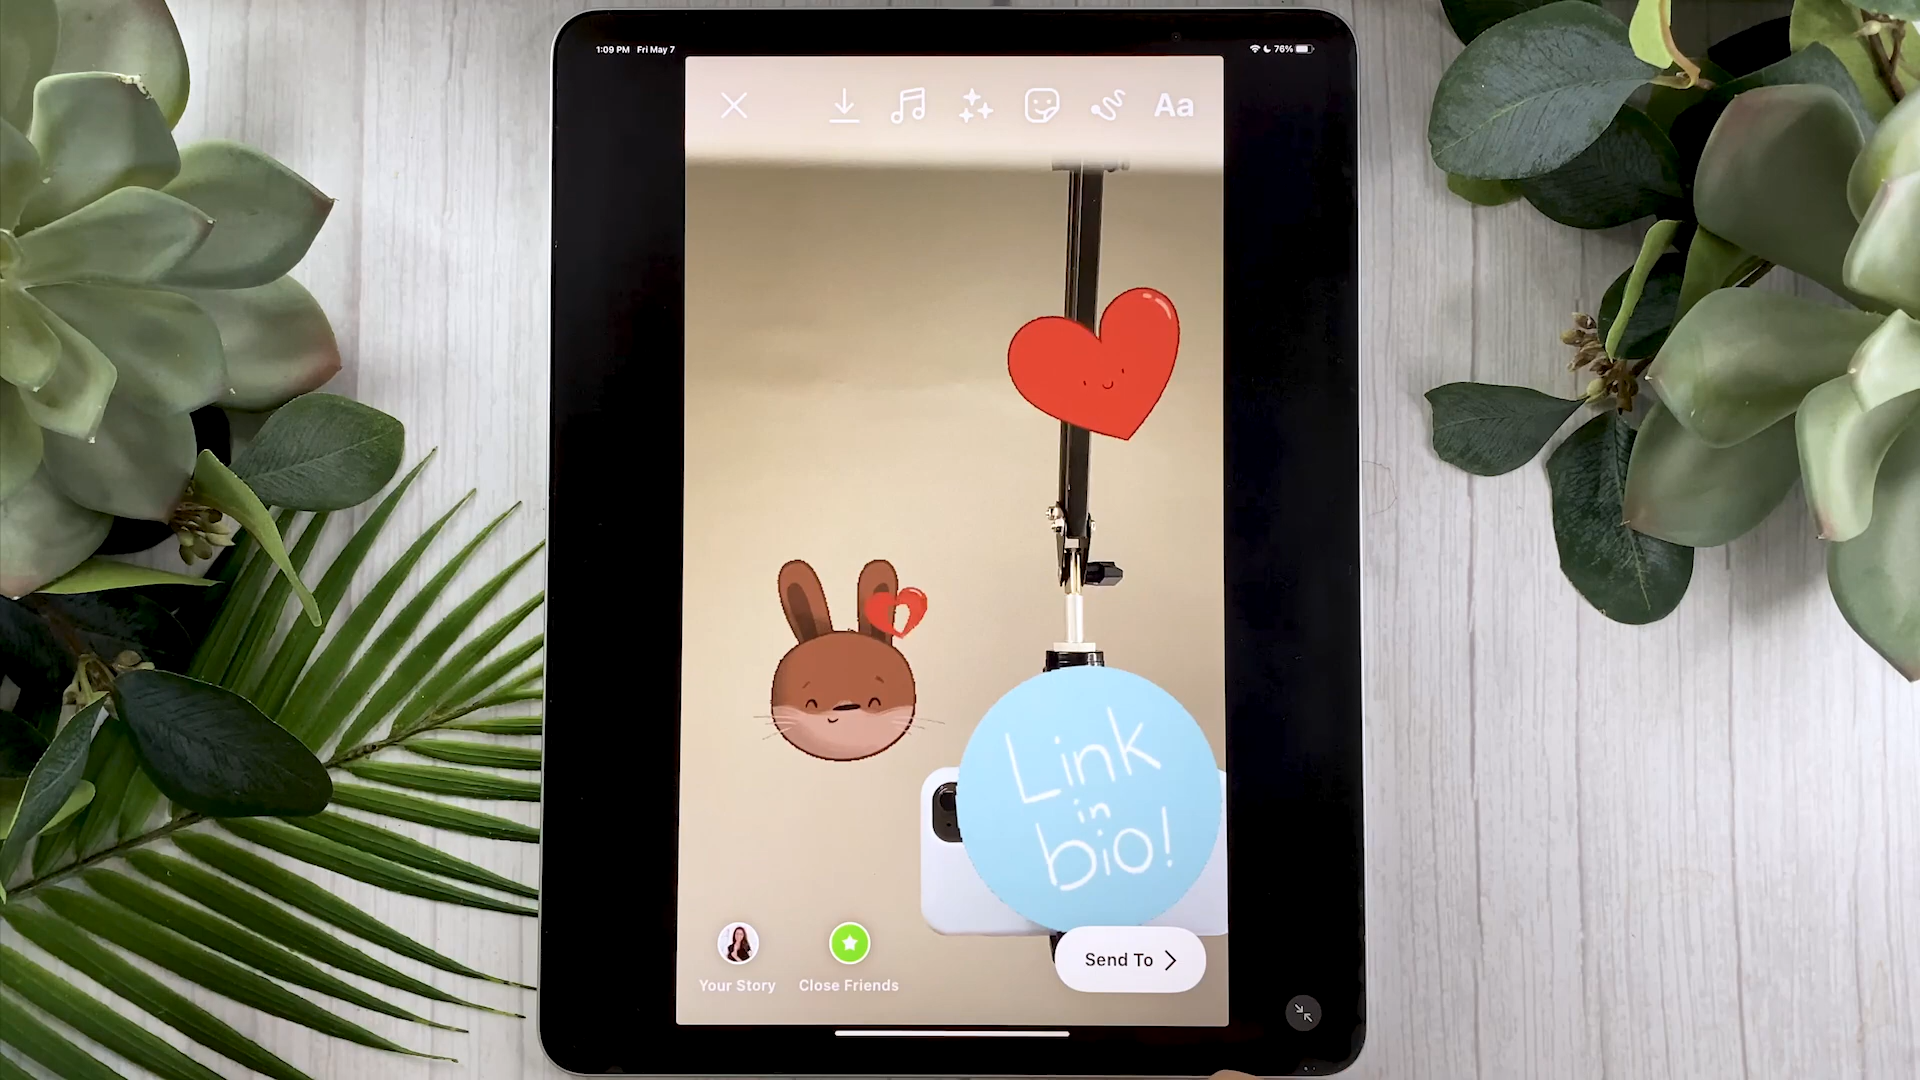 1:09 PM Fri May 7
76%
Aa
Link
in
bio!
Send To
Your Story
Close Friends